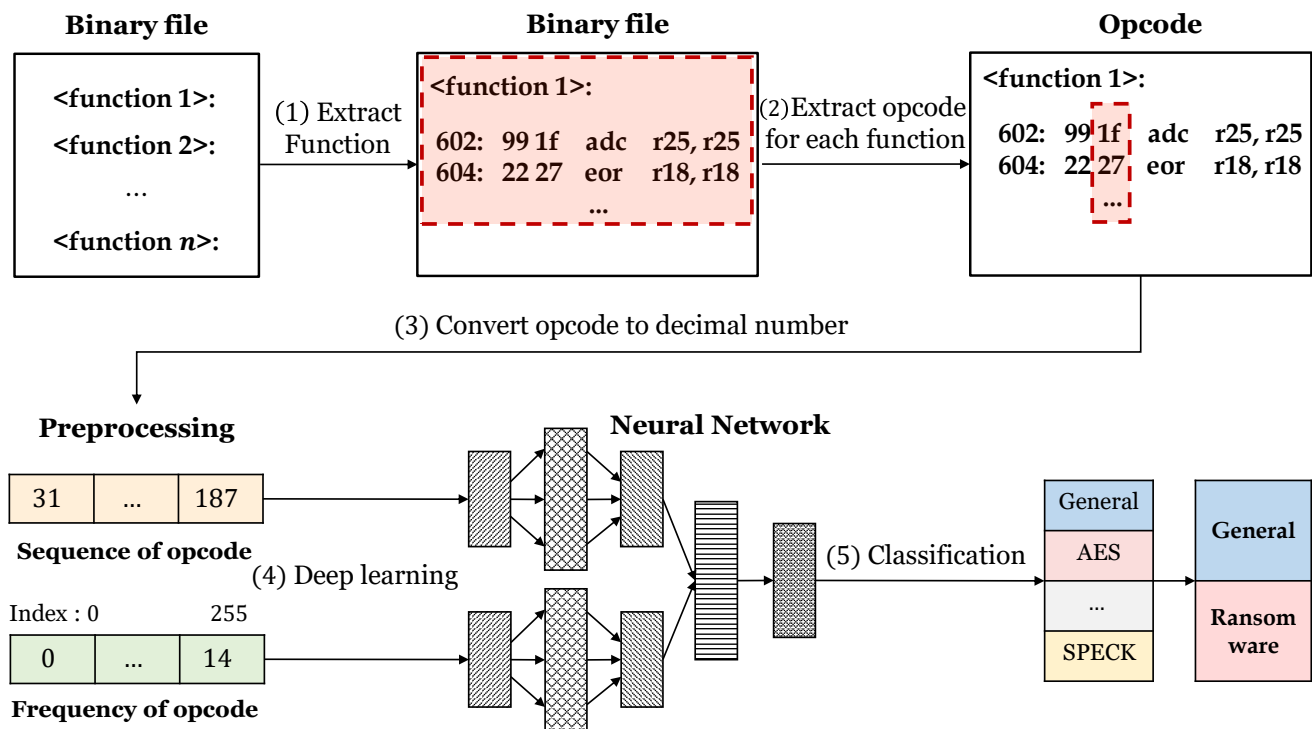 Binary file
<function 1>:
<function 2>:
...
<function n>:
(1) Extract
Function
Binary file
<function 1>:
602: 99 1f adc r25, r25
604: 22 27 eor r18, r18
...
(2)Extract opcode
for each function
Opcode
<function 1>:
602: 99 1f adc r25, r25
604: 22 27 eor r18, r18
...
(3) Convert opcode to decimal number
Preprocessing
31 ... 187
Sequence of opcode
Index : 0 255
0 ... 14
Frequency of opcode
(4) Deep learning
Neural Network
(5) Classification
General
AES
...
SPECK
General
Ransom
ware